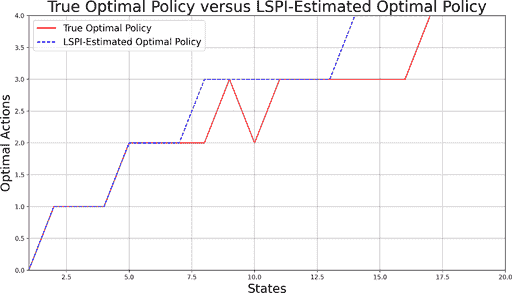 True Optimal Policy versus LSPI-Estimated Optimal Policy
True Optimal Policy
LSPI-Estimated Optimal Policy
Optimal Actions
4.0
3.5
3.0
2.5
2.0
1.5
1.0
0.5
0.0
2.5 5.0 7.5 10.0 12.5 15.0 17.5 20.0
States